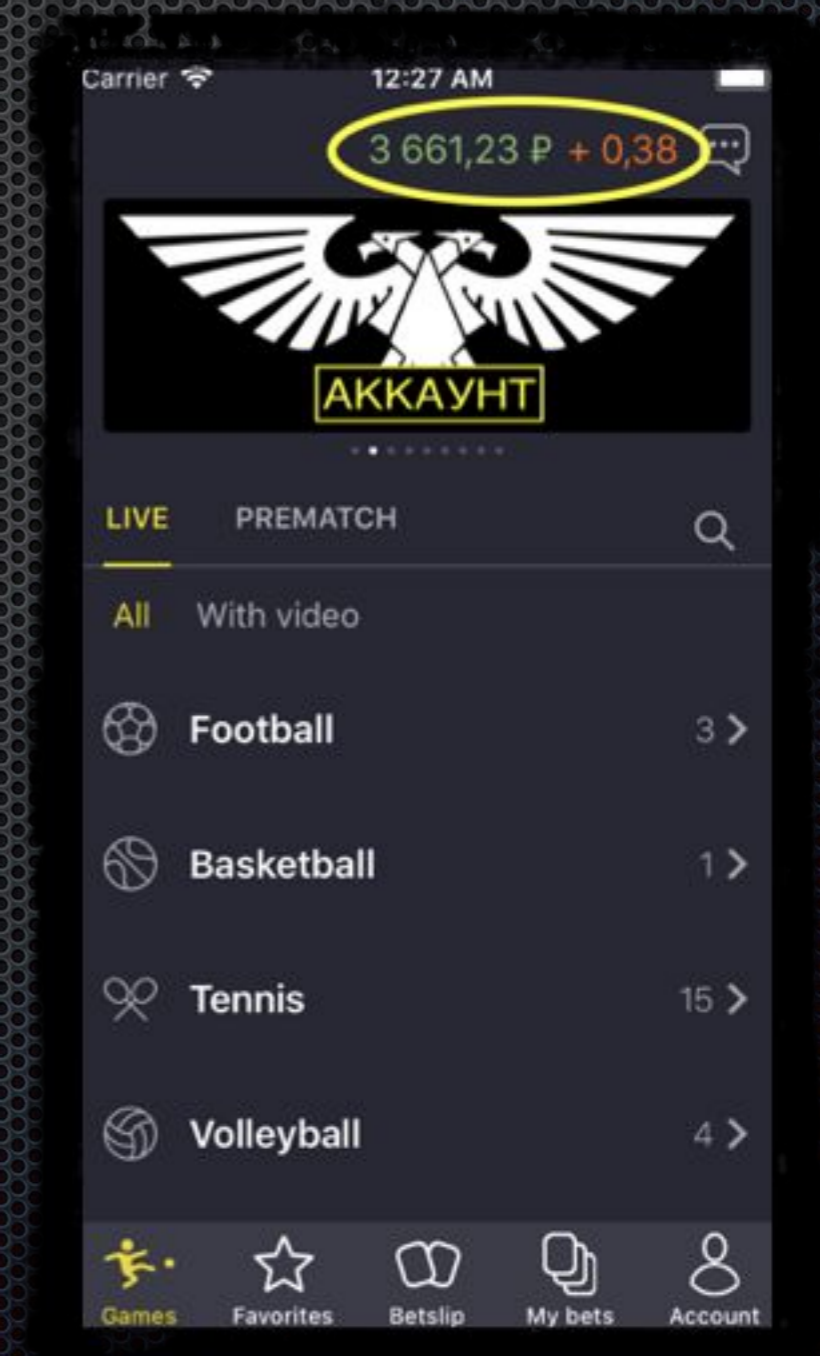 Carrier 12:27 AM
3 661,23 ₽ + 0,38
АККАУНТ
LIVE PREMATCH
All With video
Football 3
Basketball 1
Tennis 15
Volleyball 4
Games Favorites Betslip My bets Account